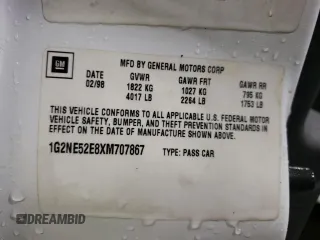 GM
MFD BY GENERAL MOTORS CORP
DATE GVWR GAWR FRT GAWR RR
02/98 1822 KG 1027 KG 795 KG
4017 LB 2264 LB 1753 LB
THIS VEHICLE CONFORMS TO ALL APPLICABLE U.S. FEDERAL MOTOR
VEHICLE SAFETY, BUMPER, AND THEFT PREVENTION STANDARDS IN
EFFECT ON THE DATE OF MANUFACTURE SHOWN ABOVE.
1G2NE52E8XM707867 TYPE: PASS CAR
DREAMBID